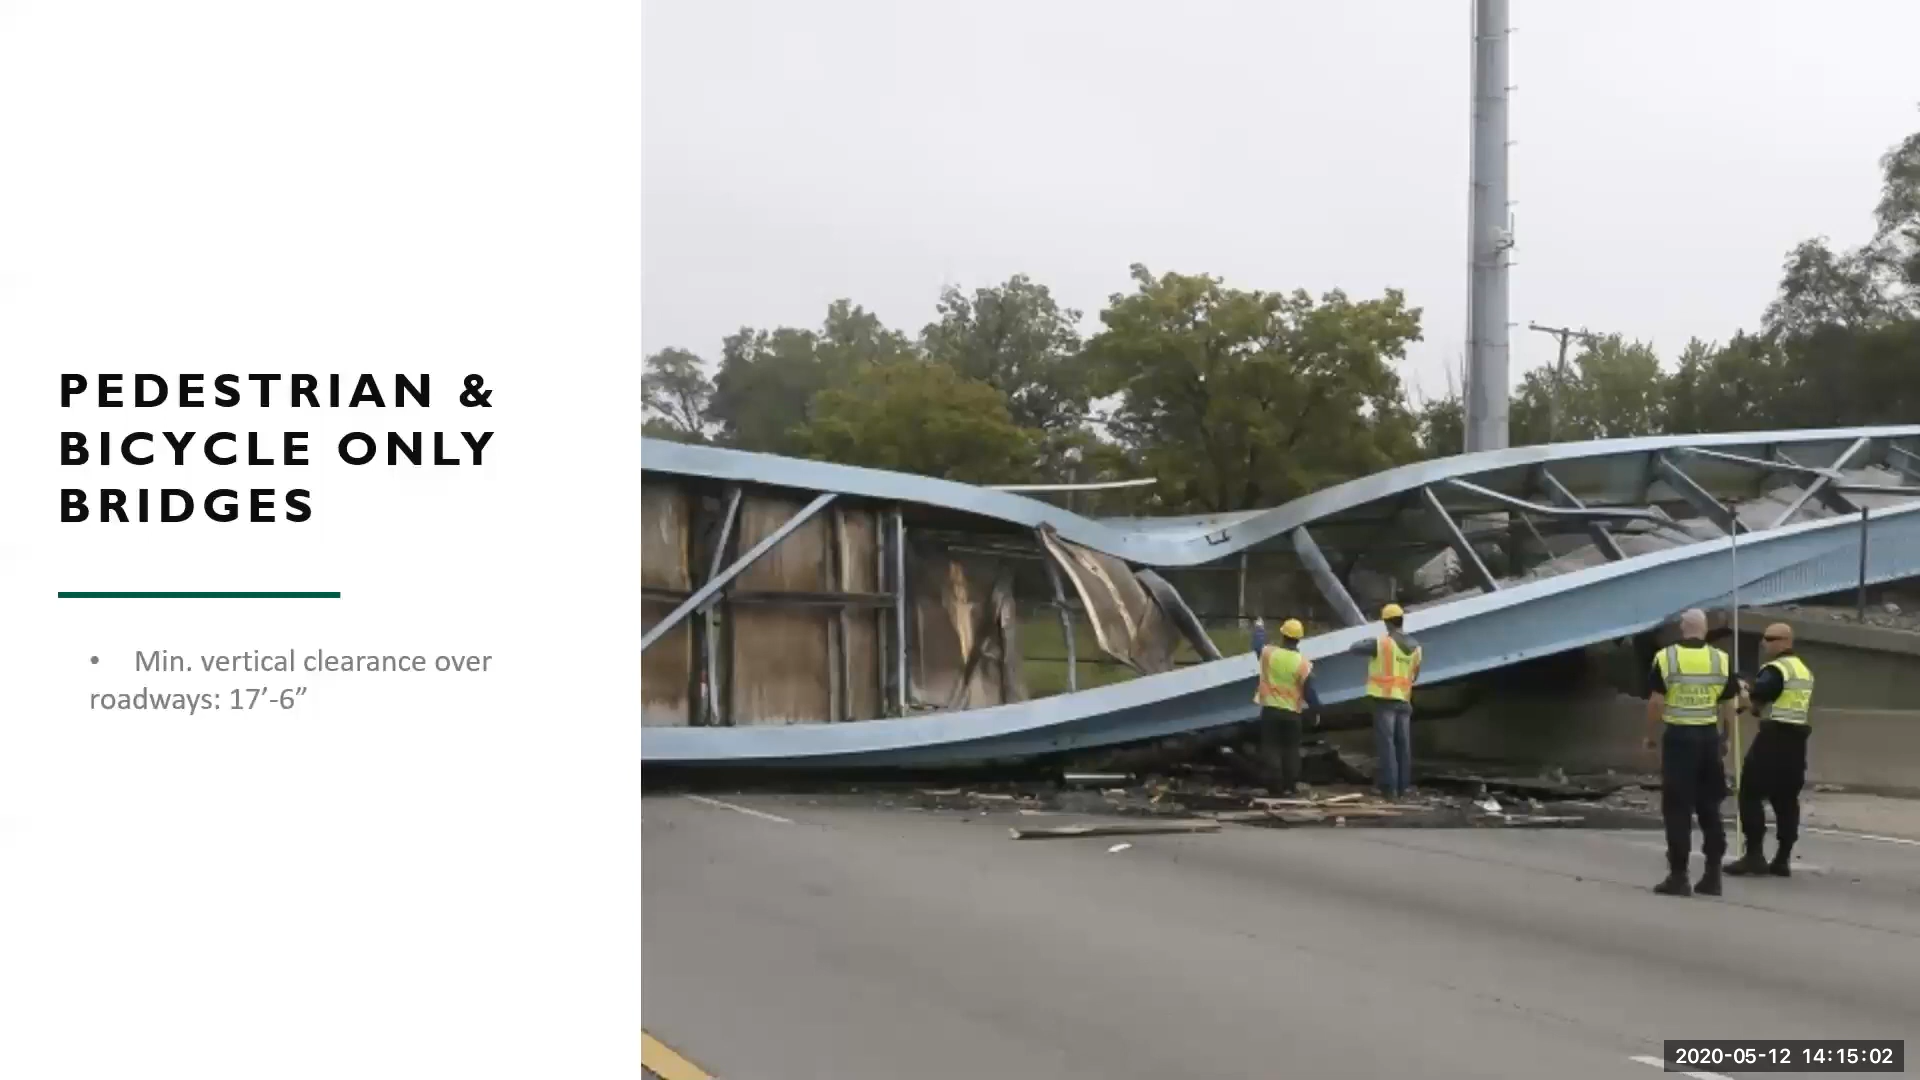 PEDESTRIAN &
BICYCLE ONLY
BRIDGES
• Min. vertical clearance over
roadways: 17’-6”
2020-05-12 14:15:02